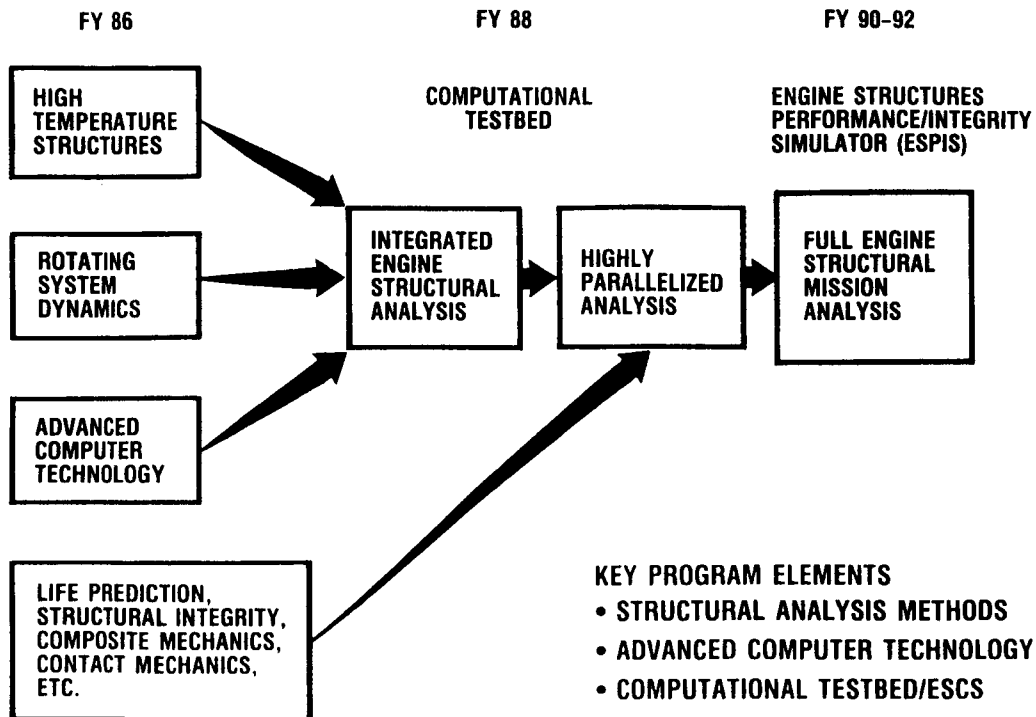 FY 86
FY 88
FY 90-92
HIGH
TEMPERATURE
STRUCTURES
COMPUTATIONAL
TESTBED
ENGINE STRUCTURES
PERFORMANCE/INTEGRITY
SIMULATOR (ESPIS)
ROTATING
SYSTEM
DYNAMICS
INTEGRATED
ENGINE
STRUCTURAL
ANALYSIS
HIGHLY
PARALLELIZED
ANALYSIS
FULL ENGINE
STRUCTURAL
MISSION
ANALYSIS
ADVANCED
COMPUTER
TECHNOLOGY
LIFE PREDICTION,
STRUCTURAL INTEGRITY,
COMPOSITE MECHANICS,
CONTACT MECHANICS,
ETC.
KEY PROGRAM ELEMENTS
• STRUCTURAL ANALYSIS METHODS
• ADVANCED COMPUTER TECHNOLOGY
• COMPUTATIONAL TESTBED/ESCS